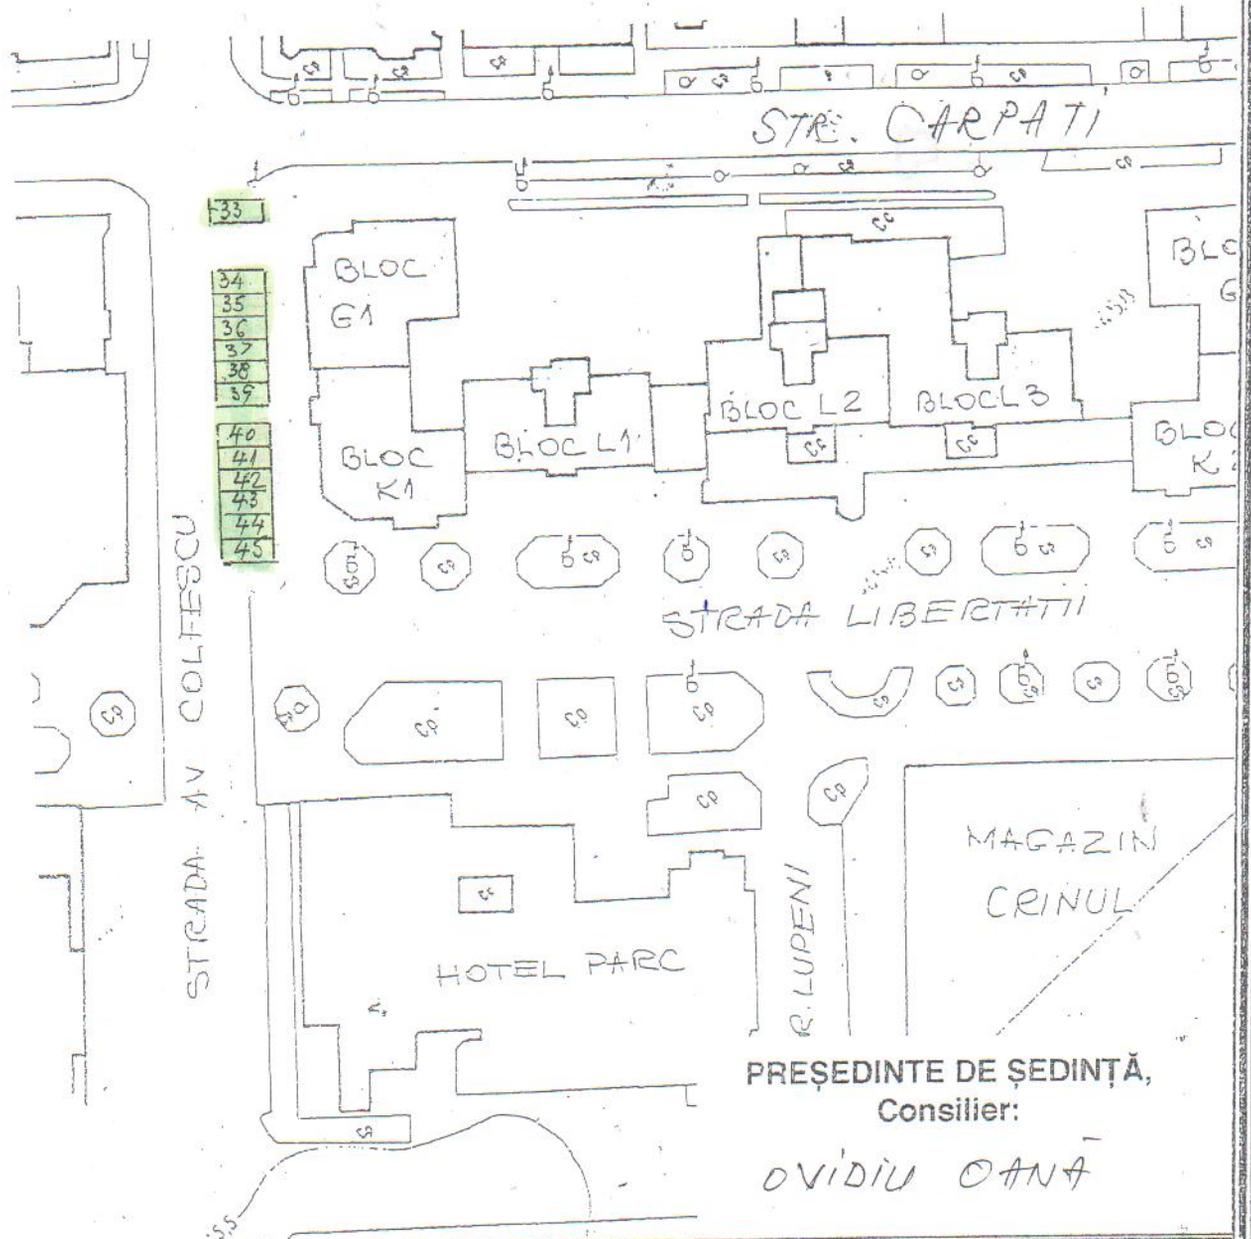 STR. CARPATI
33
34
35
36
37
38
39
40
41
42
43
44
45
BLOC
G1
BLOC
K1
BLOC L1
BLOC L2
BLOC L3
STRADA AV COLFESCU
STRADA LIBERTATII
HOTEL PARC
R. LUPENI
MAGAZIN
CRINUL
PREȘEDINTE DE ȘEDINȚĂ,
Consilier:
OVIDIU OANĂ